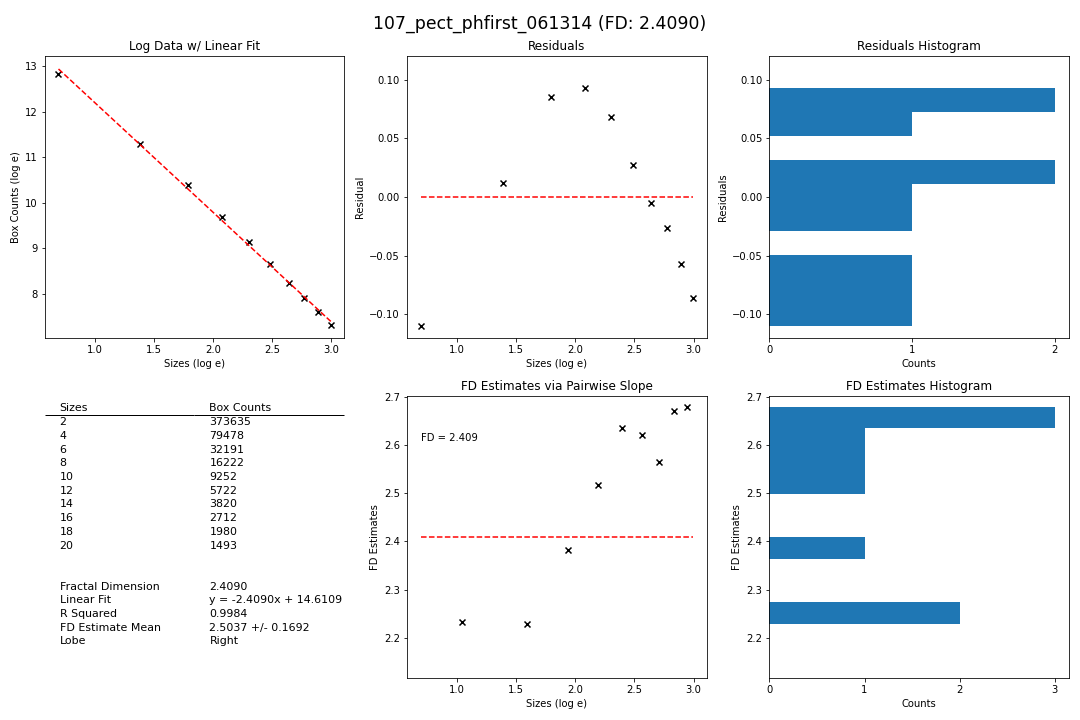 107_pect_phfirst_061314 (FD: 2.4090)
Log Data w/ Linear Fit
Box Counts (log e)
13
12
11
10
9
8
1.0 1.5 2.0 2.5 3.0
Sizes (log e)
Residuals
Residual
0.10
0.05
0.00
−0.05
−0.10
1.0 1.5 2.0 2.5 3.0
Sizes (log e)
Residuals Histogram
Residuals
0.10
0.05
0.00
−0.05
−0.10
0 1 2
Counts
Sizes Box Counts
2 373635
4 79478
6 32191
8 16222
10 9252
12 5722
14 3820
16 2712
18 1980
20 1493
Fractal Dimension 2.4090
Linear Fit y = -2.4090x + 14.6109
R Squared 0.9984
FD Estimate Mean 2.5037 +/- 0.1692
Lobe Right
FD Estimates via Pairwise Slope
FD Estimates
2.7
2.6
2.5
2.4
2.3
2.2
FD = 2.409
1.0 1.5 2.0 2.5 3.0
Sizes (log e)
FD Estimates Histogram
FD Estimates
2.7
2.6
2.5
2.4
2.3
2.2
0 1 2 3
Counts